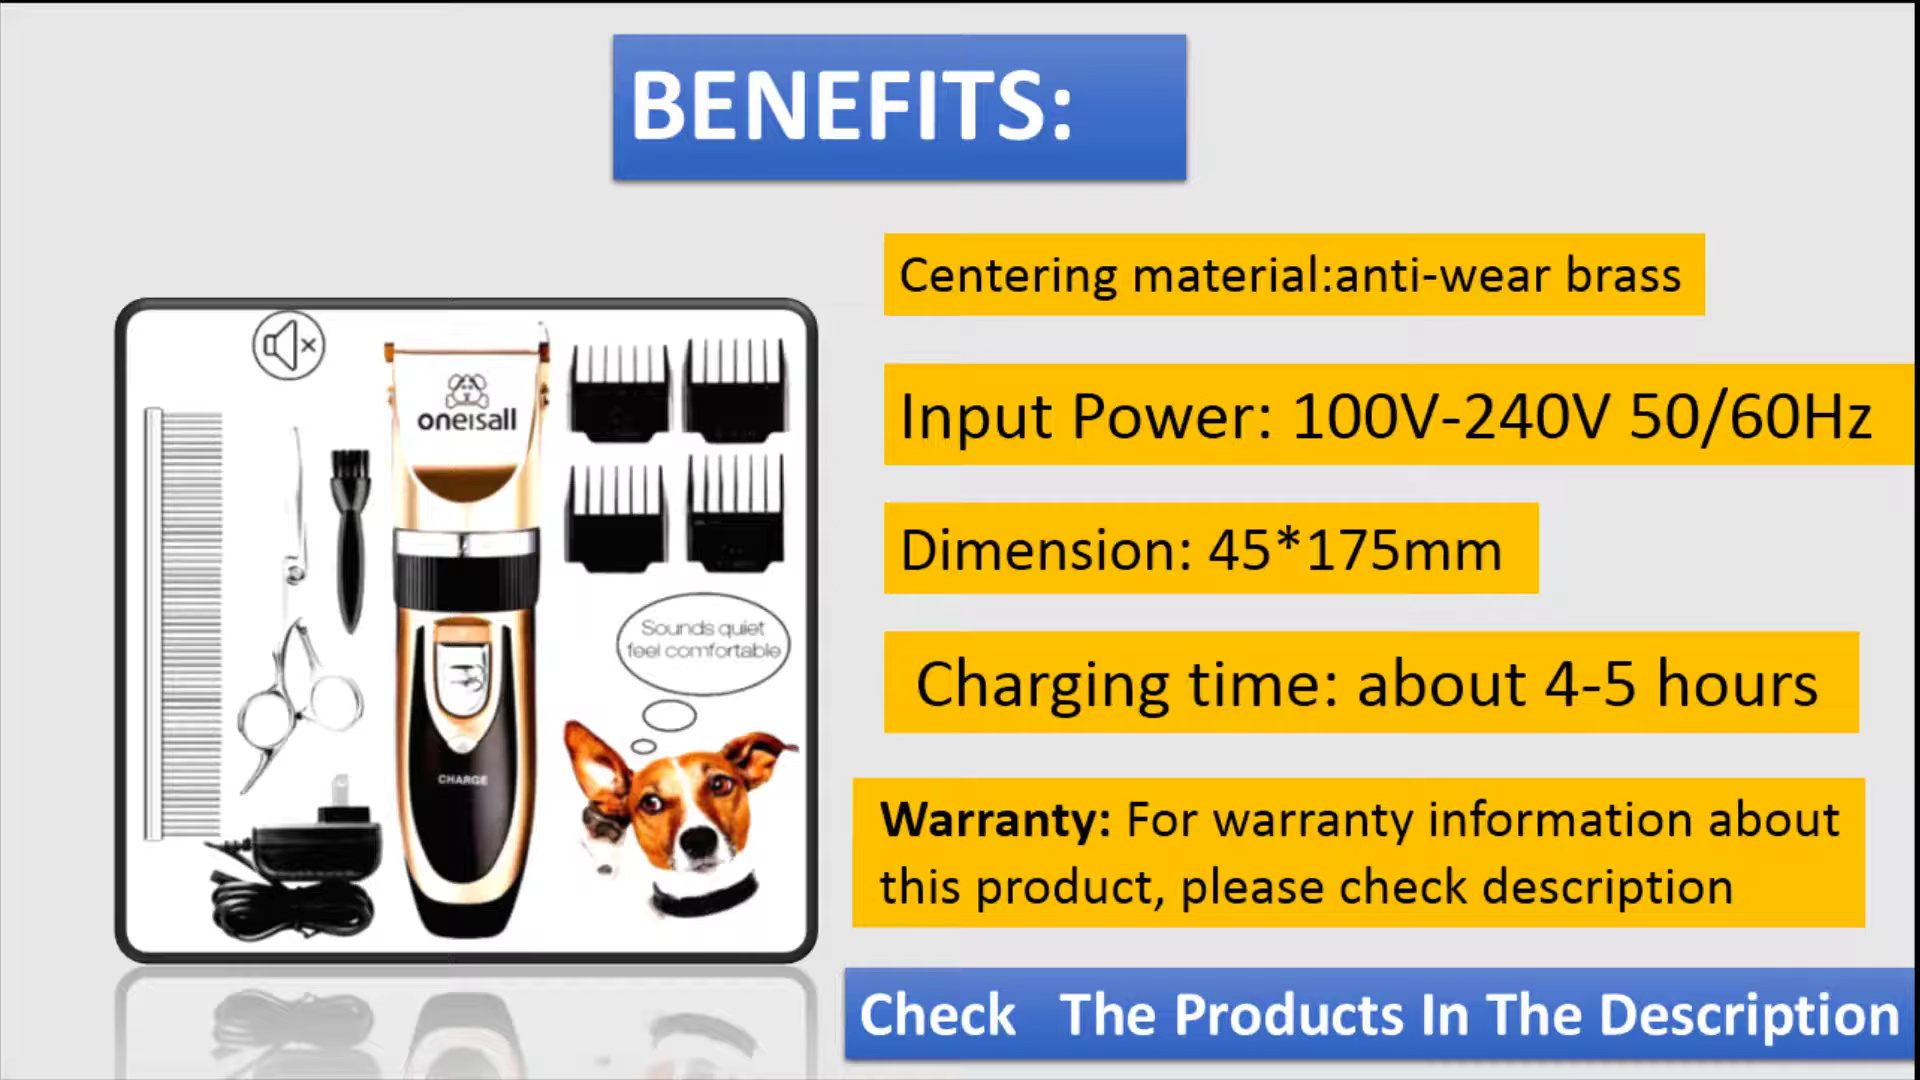 BENEFITS:
Centering material:anti-wear brass
Input Power: 100V-240V 50/60Hz
Dimension: 45*175mm
Charging time: about 4-5 hours
Warranty: For warranty information about
this product, please check description
Check The Products In The Description
oneisall
Sounds quiet
feel comfortable
CHARGE